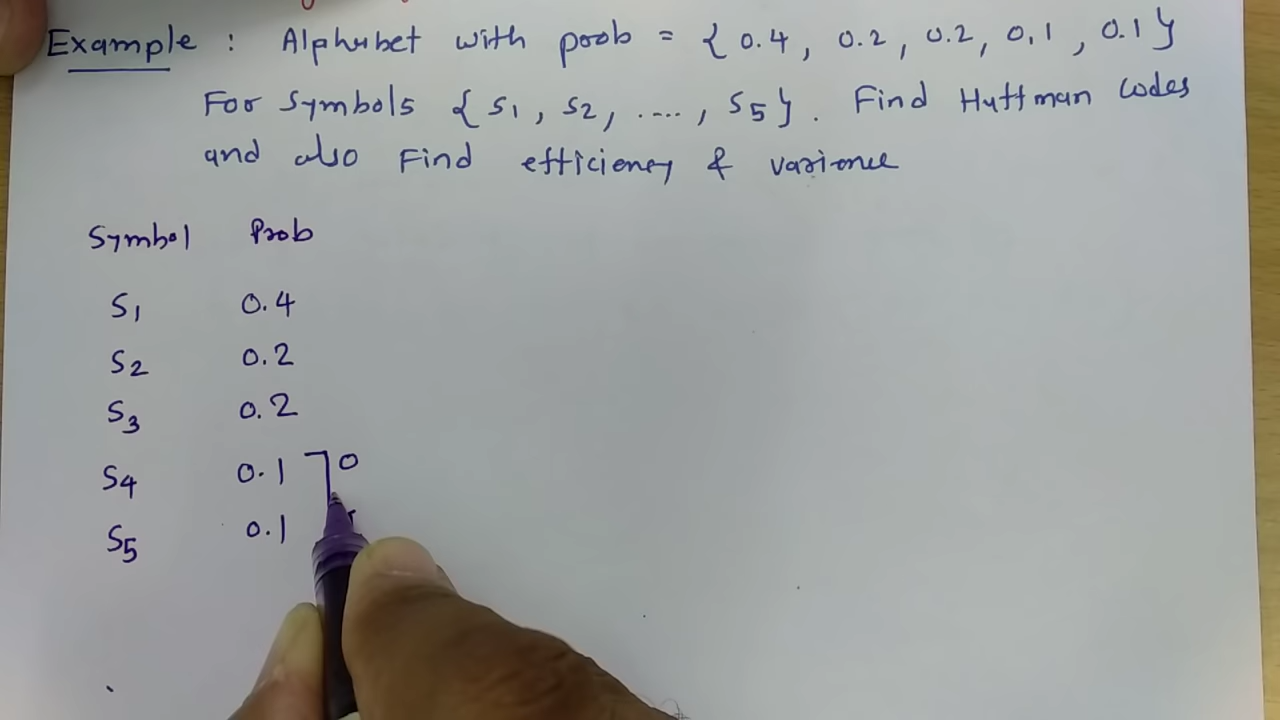 Example : Alphabet with prob = { 0.4 , 0.2 , 0.2 , 0.1 , 0.1 }
For Symbols { S1 , S2 , .... , S5 } . Find Huffman Codes
and also Find efficiency & variance
Symbol Prob
S1 0.4
S2 0.2
S3 0.2
S4 0.1 0
S5 0.1